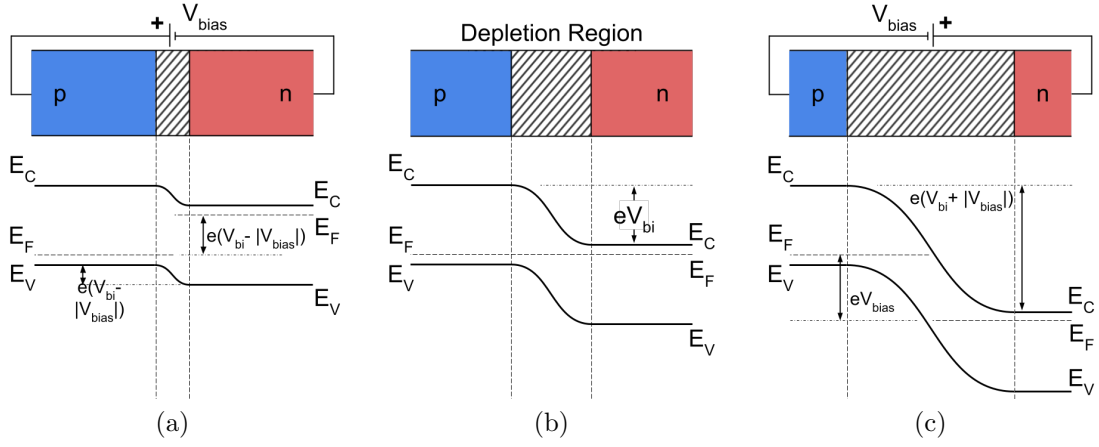 V_bias
+
p
n
E_C
E_C
E_F
E_F
e(V_bi- |V_bias|)
E_V
e(V_bi-
|V_bias|)
E_V
(a)
Depletion Region
p
n
E_C
eV_bi
E_C
E_F
E_F
E_V
E_V
(b)
V_bias
+
p
n
E_C
e(V_bi+ |V_bias|)
E_F
E_V
eV_bias
E_C
E_F
E_V
(c)